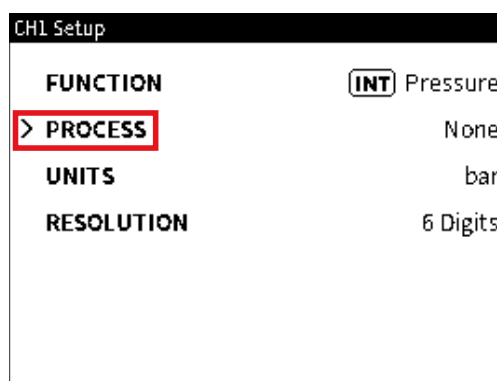 CH1 Setup
FUNCTION INT Pressure
> PROCESS None
UNITS bar
RESOLUTION 6 Digits